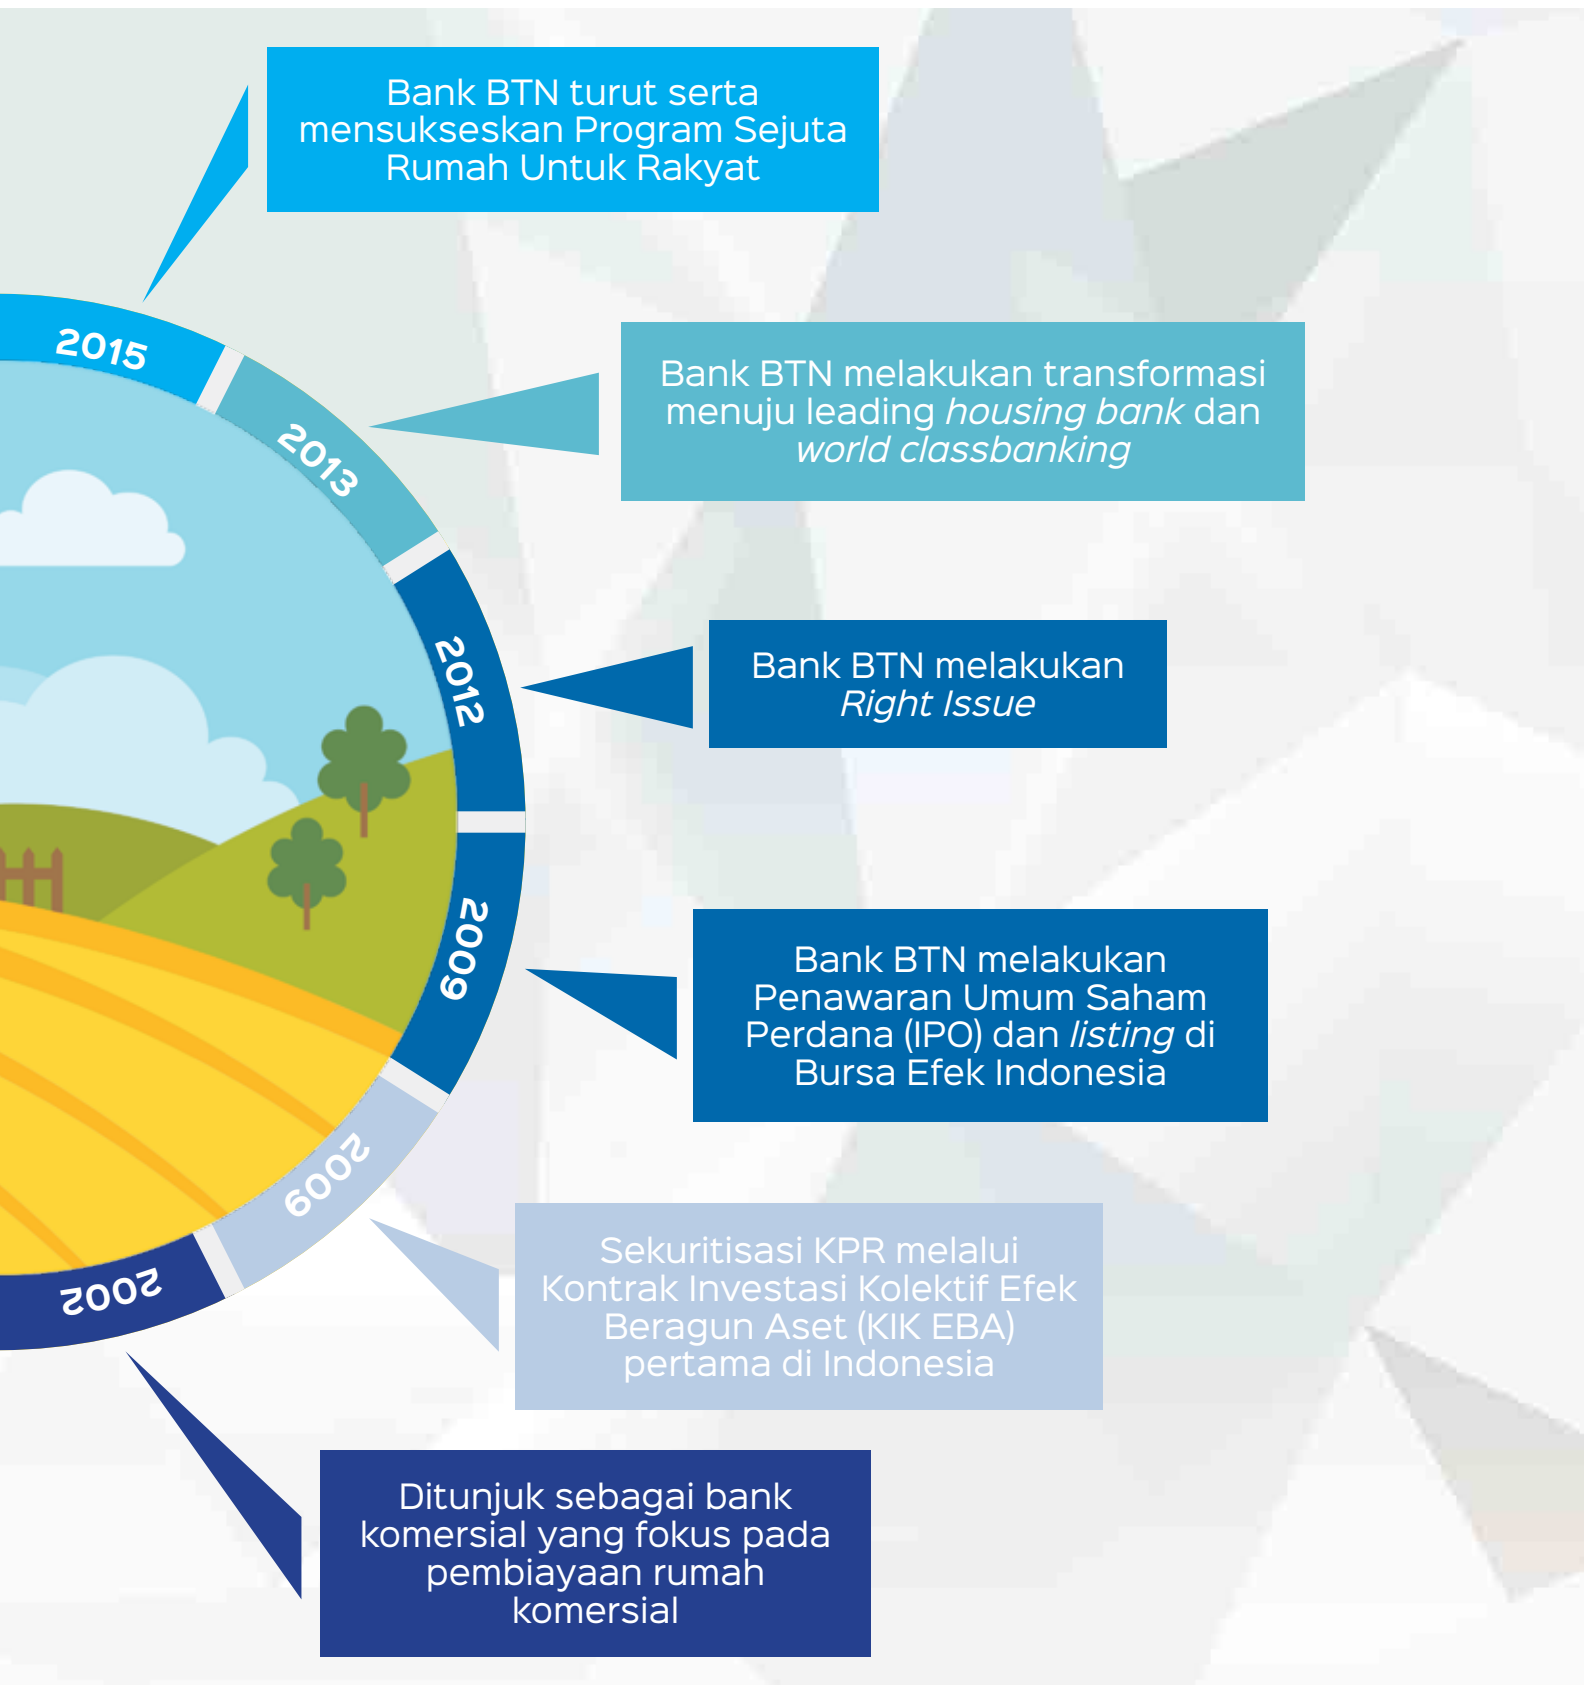 Bank BTN turut serta
mensukseskan Program Sejuta
Rumah Untuk Rakyat
2015
Bank BTN melakukan transformasi
menuju leading housing bank dan
world classbanking
2013
Bank BTN melakukan
Right Issue
2012
Bank BTN melakukan
Penawaran Umum Saham
Perdana (IPO) dan listing di
Bursa Efek Indonesia
2009
Sekuritisasi KPR melalui
Kontrak Investasi Kolektif Efek
Beragun Aset (KIK EBA)
pertama di Indonesia
2009
Ditunjuk sebagai bank
komersial yang fokus pada
pembiayaan rumah
komersial
2002